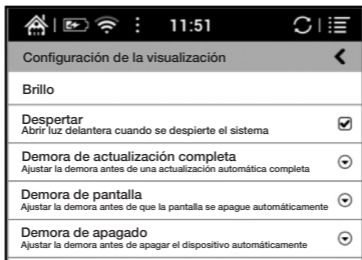 11:51
Configuración de la visualización
Brillo
Despertar
Abrir luz delantera cuando se despierte el sistema
Demora de actualización completa
Ajustar la demora antes de una actualización automática completa
Demora de pantalla
Ajustar la demora antes de que la pantalla se apague automáticamente
Demora de apagado
Ajustar la demora antes de apagar el dispositivo automáticamente